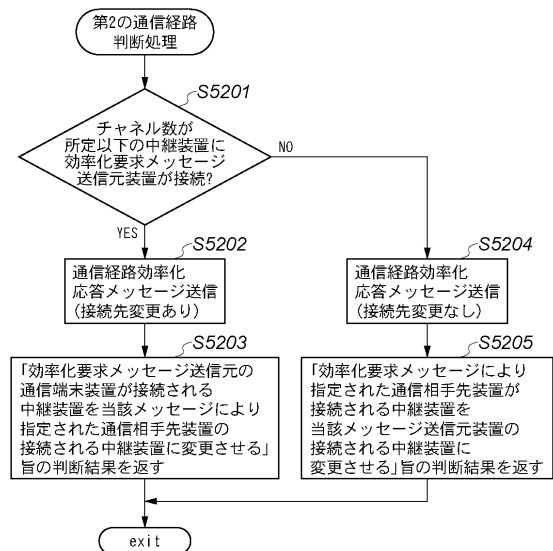 第2の通信経路
判断処理
S5201
チャネル数が
所定以下の中継装置に
効率化要求メッセージ
送信元装置が接続?
NO
YES
S5202
通信経路効率化
応答メッセージ送信
(接続先変更あり)
S5204
通信経路効率化
応答メッセージ送信
(接続先変更なし)
S5203
「効率化要求メッセージ送信元の
通信端末装置が接続される
中継装置を当該メッセージにより
指定された通信相手先装置の
接続される中継装置に変更させる」
旨の判断結果を返す
S5205
「効率化要求メッセージにより
指定された通信相手先装置が
接続される中継装置を
当該メッセージ送信元装置の
接続される中継装置に
変更させる」旨の判断結果を返す
exit